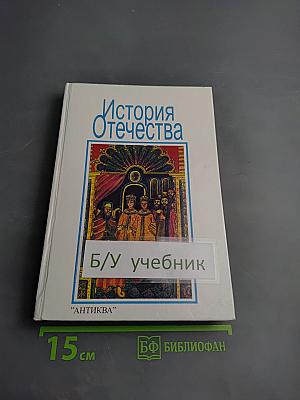 История
Отечества
Б/У учебник
"АНТИКВА"
15 см
БФ БИБЛИОФАН